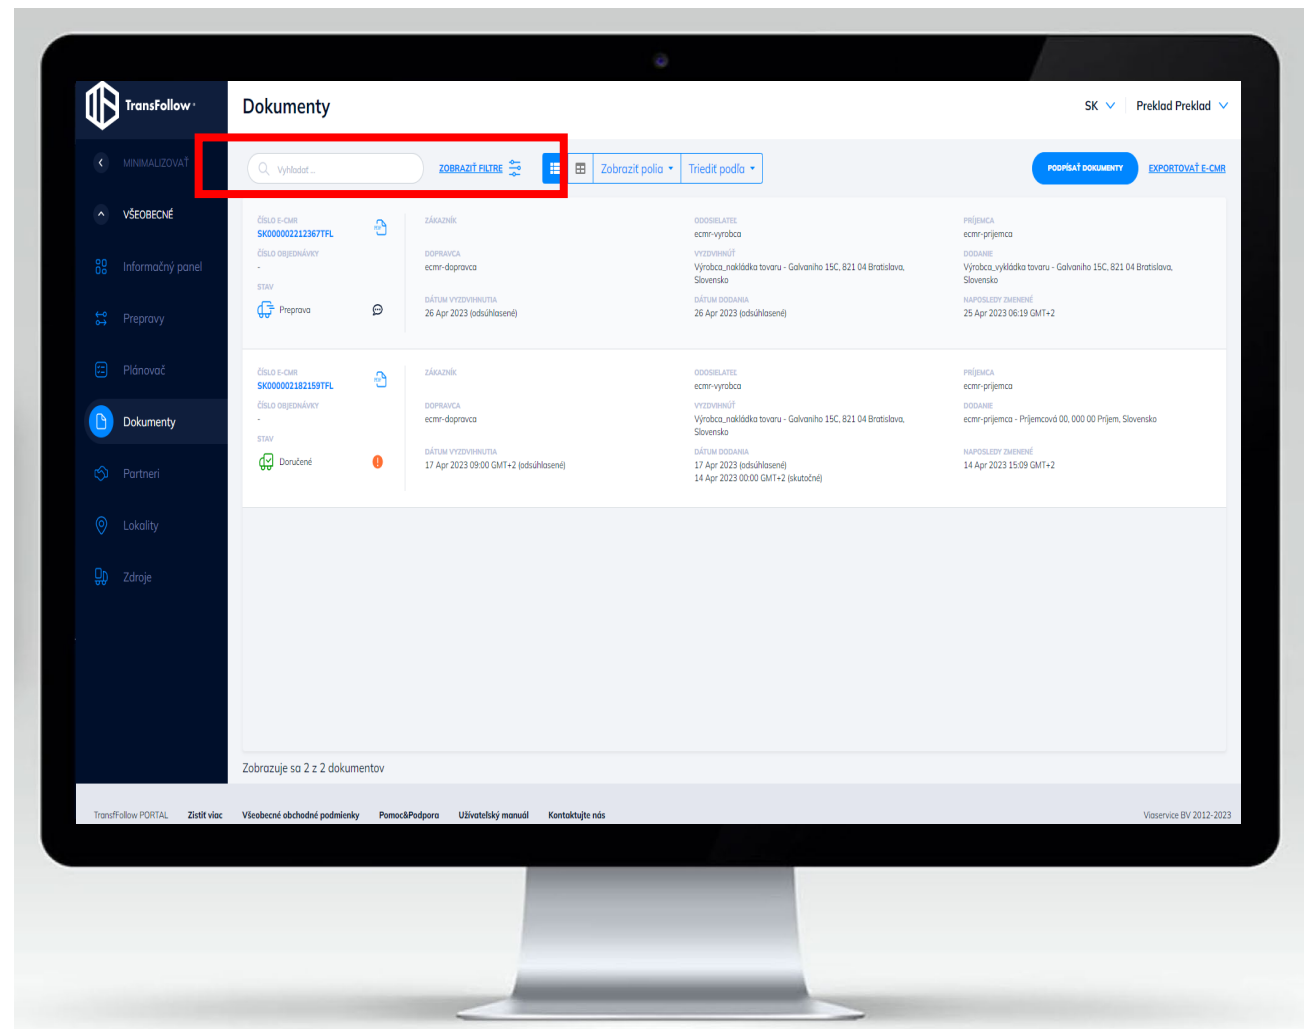 TransFollow
Dokumenty
SK
Preklad Preklad
MINIMALIZOVAŤ
Vyhľadať ...
ZOBRAZIŤ FILTRE
Zobraziť polia
Triediť podľa
PODPÍSAŤ DOKUMENTY
EXPORTOVAŤ E-CMR
VŠEOBECNÉ
Informačný panel
Prepravy
Plánovač
Dokumenty
Partneri
Lokality
Zdroje
ČÍSLO E-CMR
SK000002212367TFL
PDF
ČÍSLO OBJEDNÁVKY
-
STAV
Preprava
ZÁKAZNÍK
DOPRAVCA
ecmr-dopravca
DÁTUM VYZDVIHNUTIA
26 Apr 2023 (odsúhlasené)
ODOSIELATEĽ
ecmr-vyrobca
VYZDVIHNÚŤ
Výrobca_nakládka tovaru - Galvaniho 15C, 821 04 Bratislava,
Slovensko
DÁTUM DODANIA
26 Apr 2023 (odsúhlasené)
PRÍJEMCA
ecmr-prijemca
DODANIE
Výrobca_vykládka tovaru - Galvaniho 15C, 821 04 Bratislava,
Slovensko
NAPOSLEDY ZMENENÉ
25 Apr 2023 06:19 GMT+2
ČÍSLO E-CMR
SK000002182159TFL
PDF
ČÍSLO OBJEDNÁVKY
-
STAV
Doručené
ZÁKAZNÍK
DOPRAVCA
ecmr-dopravca
DÁTUM VYZDVIHNUTIA
17 Apr 2023 09:00 GMT+2 (odsúhlasené)
ODOSIELATEĽ
ecmr-vyrobca
VYZDVIHNÚŤ
Výrobca_nakládka tovaru - Galvaniho 15C, 821 04 Bratislava,
Slovensko
DÁTUM DODANIA
17 Apr 2023 (odsúhlasené)
14 Apr 2023 00:00 GMT+2 (skutočné)
PRÍJEMCA
ecmr-prijemca
DODANIE
ecmr-prijemca - Príjemcová 00, 000 00 Príjem, Slovensko
NAPOSLEDY ZMENENÉ
14 Apr 2023 15:09 GMT+2
Zobrazuje sa 2 z 2 dokumentov
TransfFollow PORTAL
Zistiť viac
Všeobecné obchodné podmienky
Pomoc&Podpora
Užívateľský manuál
Kontaktujte nás
Viaservice BV 2012-2023